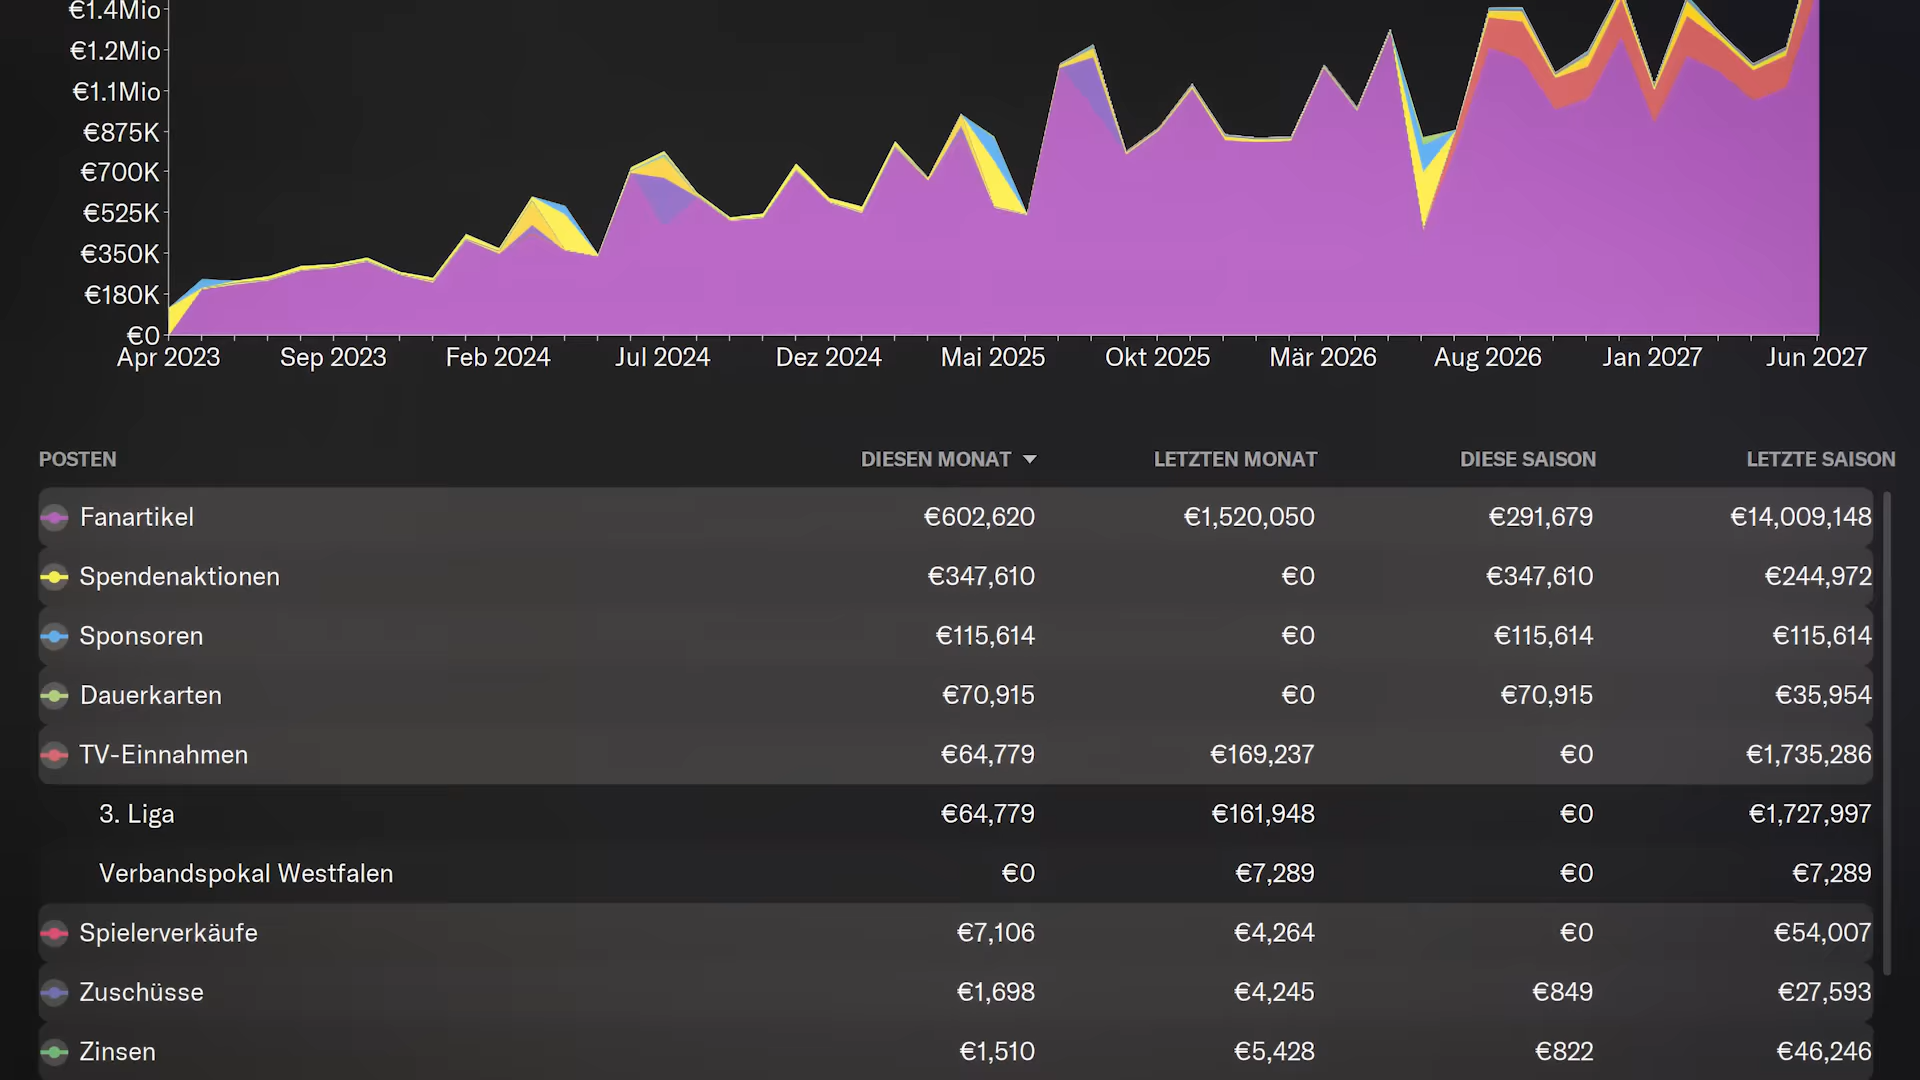 €1.4Mio
€1.2Mio
€1.1Mio
€875K
€700K
€525K
€350K
€180K
€0
Apr 2023 Sep 2023 Feb 2024 Jul 2024 Dez 2024 Mai 2025 Okt 2025 Mär 2026 Aug 2026 Jan 2027 Jun 2027
POSTEN DIESEN MONAT LETZTEN MONAT DIESE SAISON LETZTE SAISON
Fanartikel €602,620 €1,520,050 €291,679 €14,009,148
Spendenaktionen €347,610 €0 €347,610 €244,972
Sponsoren €115,614 €0 €115,614 €115,614
Dauerkarten €70,915 €0 €70,915 €35,954
TV-Einnahmen €64,779 €169,237 €0 €1,735,286
3. Liga €64,779 €161,948 €0 €1,727,997
Verbandspokal Westfalen €0 €7,289 €0 €7,289
Spielerverkäufe €7,106 €4,264 €0 €54,007
Zuschüsse €1,698 €4,245 €849 €27,593
Zinsen €1,510 €5,428 €822 €46,246